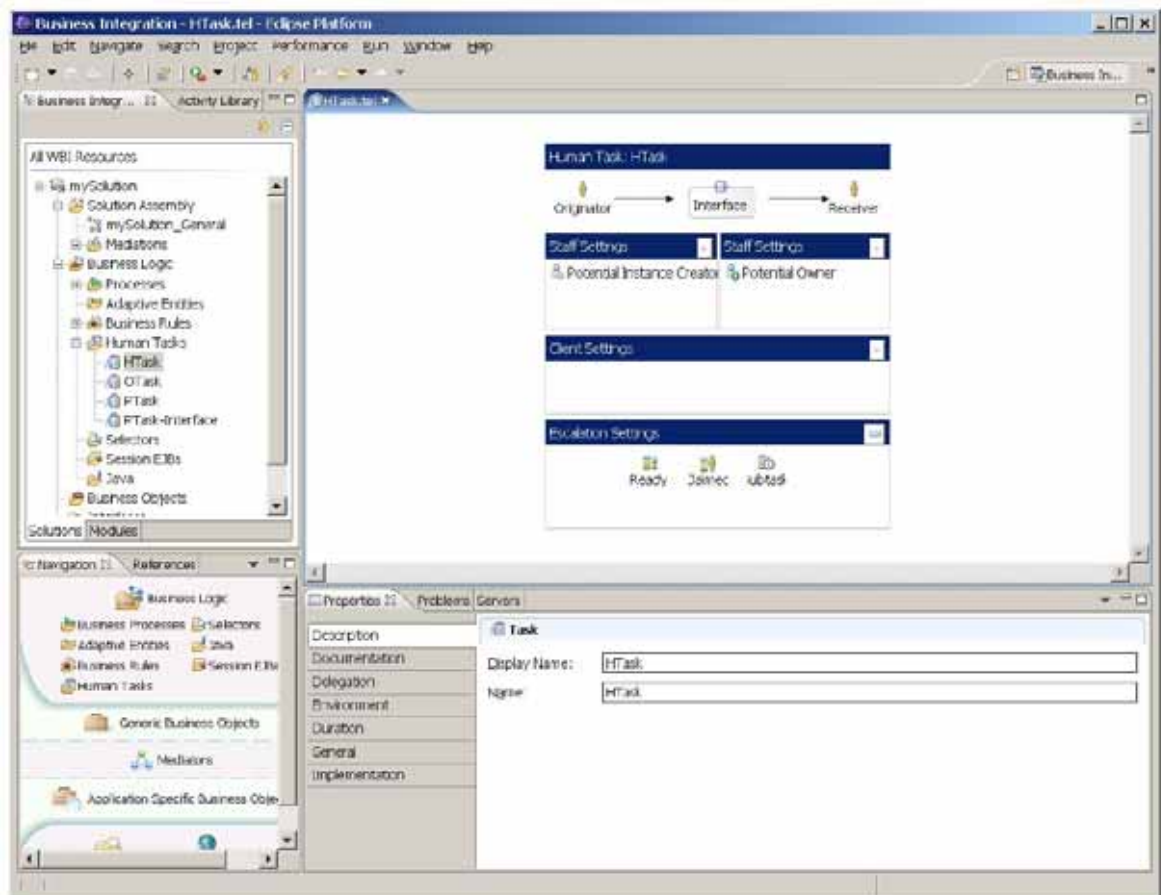 Business Integration - HTask.tel - Eclipse Platform
File Edit Navigate Search Project Performance Run Window Help
Business In...
Business Integr... Activity Library
HTask.tel
All WBI Resources
mySolution
Solution Assembly
mySolution_General
Mediations
Business Logic
Processes
Adaptive Entities
Business Rules
Human Tasks
HTask
OTask
PTask
PTask-Interface
Selectors
Session EJBs
Java
Business Objects
Solutions Modules
Human Task: HTask
Originator Interface Receiver
Staff Settings Staff Settings
Potential Instance Creator Potential Owner
Client Settings
Escalation Settings
Ready ubtask
Navigation References
Business Logic
Business Processes Selectors
Adaptive Entities Java
Business Rules Session EJBs
Human Tasks
Generic Business Objects
Mediators
Application Specific Business Obje
Properties Problems Servers
Description
Documentation
Delegation
Environment
Duration
General
Implementation
Task
Display Name: HTask
Name: HTask